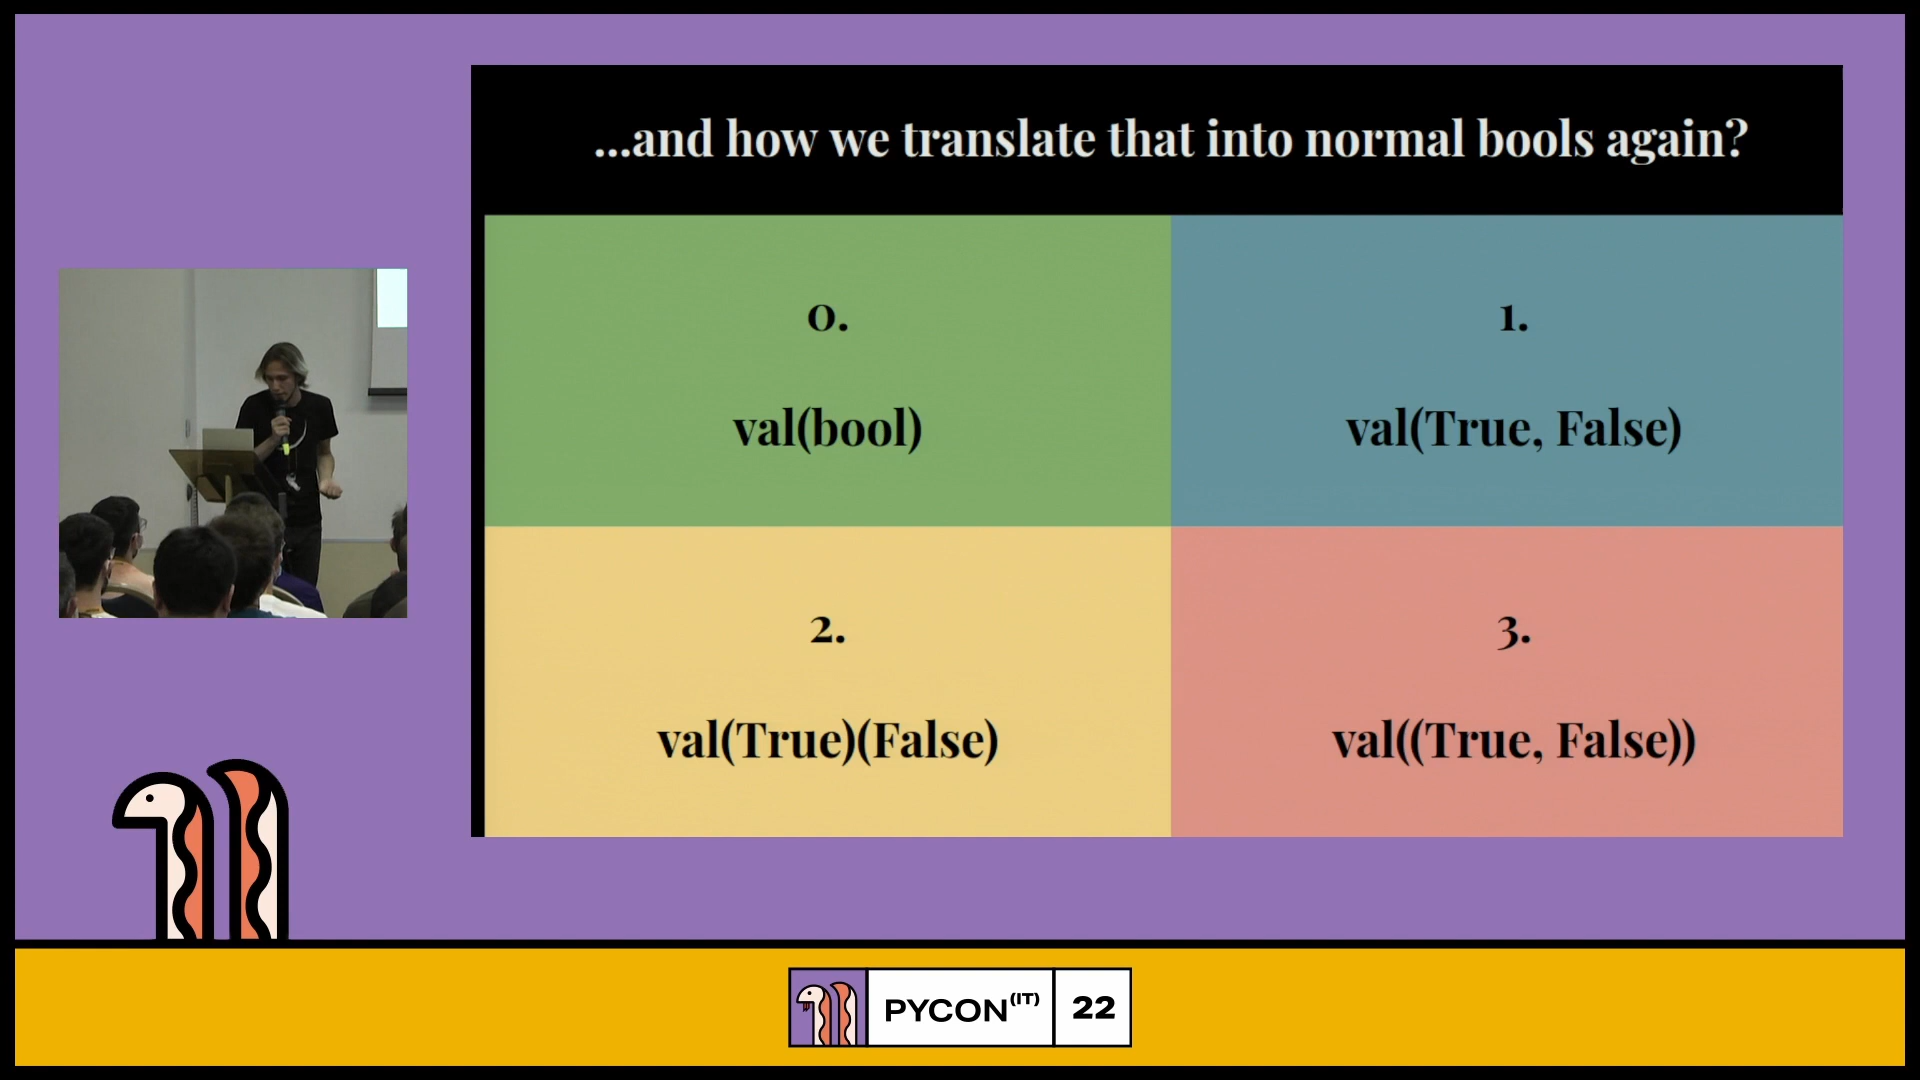 ...and how we translate that into normal bools again?
0.
val(bool)
1.
val(True, False)
2.
val(True)(False)
3.
val((True, False))
PYCON(IT) 22